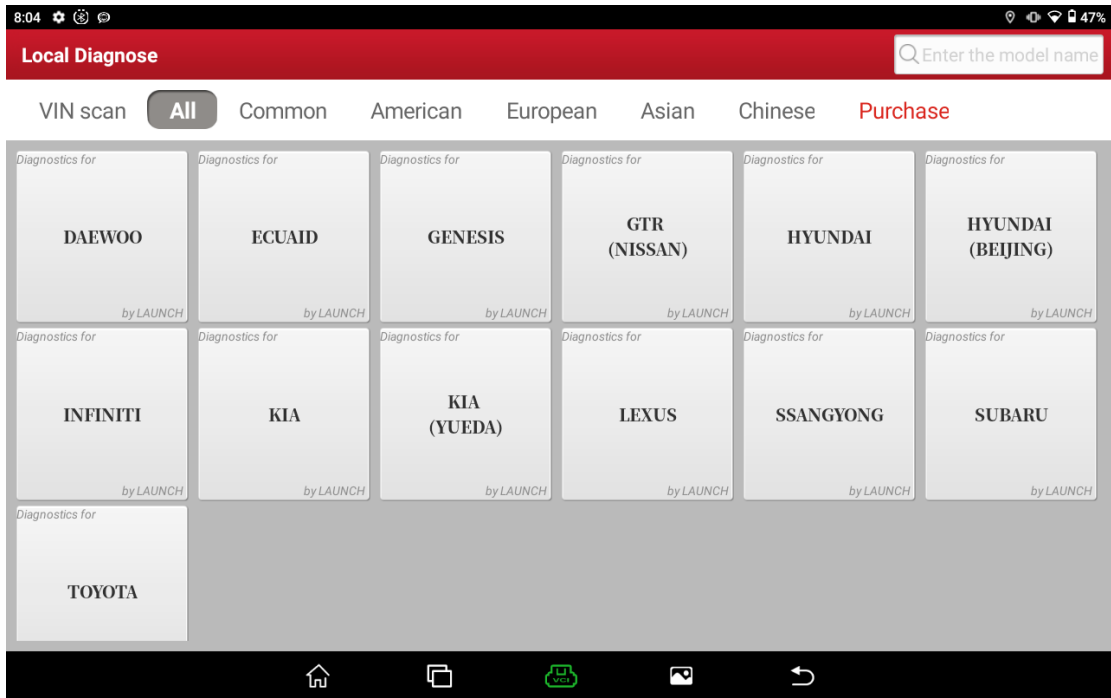 8:04
47%
Local Diagnose
Enter the model name
VIN scan All Common American European Asian Chinese Purchase
Diagnostics for
DAEWOO
by LAUNCH
Diagnostics for
ECUAID
by LAUNCH
Diagnostics for
GENESIS
by LAUNCH
Diagnostics for
GTR
(NISSAN)
by LAUNCH
Diagnostics for
HYUNDAI
by LAUNCH
Diagnostics for
HYUNDAI
(BEIJING)
by LAUNCH
Diagnostics for
INFINITI
by LAUNCH
Diagnostics for
KIA
by LAUNCH
Diagnostics for
KIA
(YUEDA)
by LAUNCH
Diagnostics for
LEXUS
by LAUNCH
Diagnostics for
SSANGYONG
by LAUNCH
Diagnostics for
SUBARU
by LAUNCH
Diagnostics for
TOYOTA
VCI